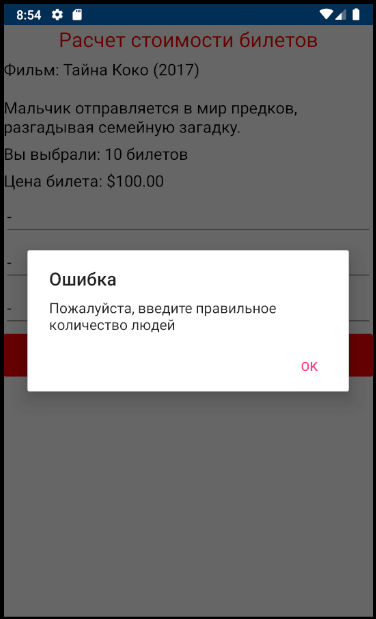 8:54
Расчет стоимости билетов
Фильм: Тайна Коко (2017)
Мальчик отправляется в мир предков,
разгадывая семейную загадку.
Вы выбрали: 10 билетов
Цена билета: $100.00
-
-
Ошибка
Пожалуйста, введите правильное
количество людей
-
OK